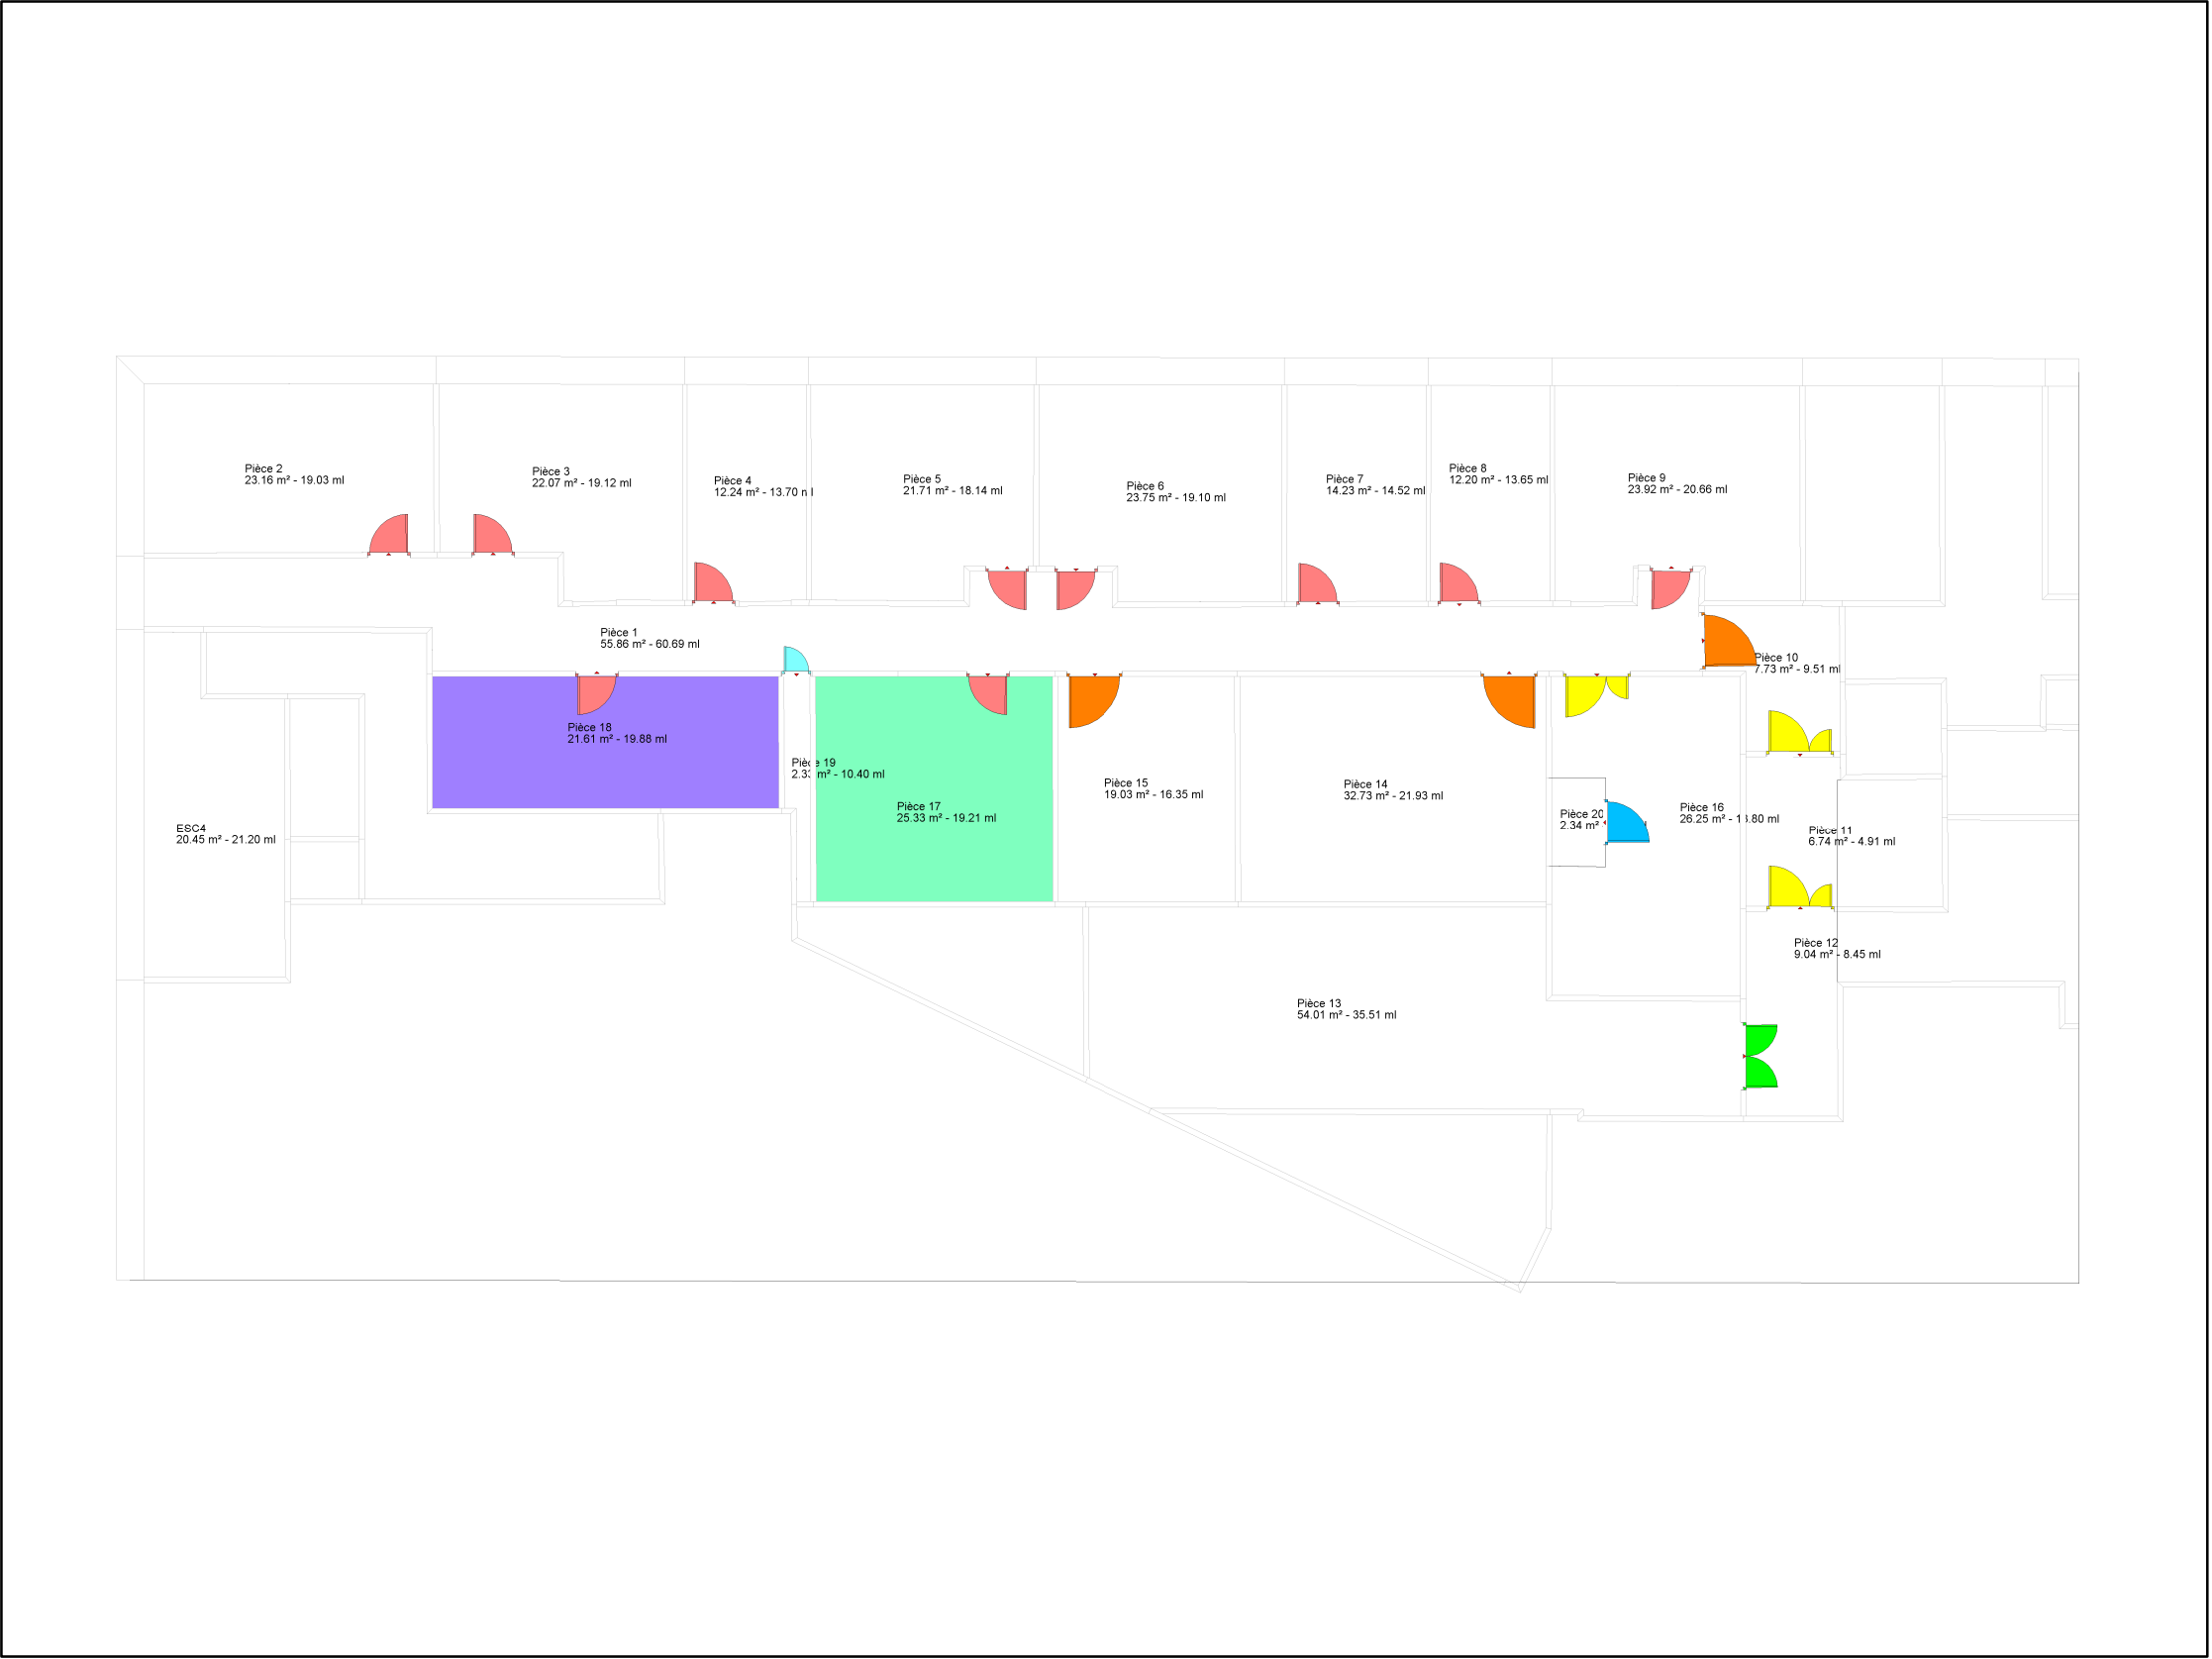 Pièce 2
23.16 m² - 19.03 ml
Pièce 3
22.07 m² - 19.12 ml
Pièce 4
12.24 m² - 13.70 ml
Pièce 5
21.71 m² - 18.14 ml
Pièce 6
23.75 m² - 19.10 ml
Pièce 7
14.23 m² - 14.52 ml
Pièce 8
12.20 m² - 13.65 ml
Pièce 9
23.92 m² - 20.66 ml
Pièce 1
55.86 m² - 60.69 ml
Pièce 10
7.73 m² - 9.51 ml
Pièce 18
21.61 m² - 19.88 ml
Pièce 19
2.33 m² - 10.40 ml
Pièce 17
25.33 m² - 19.21 ml
Pièce 15
19.03 m² - 16.35 ml
Pièce 14
32.73 m² - 21.93 ml
Pièce 20
2.34 m²
Pièce 16
26.25 m² - .80 ml
Pièce 11
6.74 m² - 4.91 ml
ESC4
20.45 m² - 21.20 ml
Pièce 12
9.04 m² - 8.45 ml
Pièce 13
54.01 m² - 35.51 ml